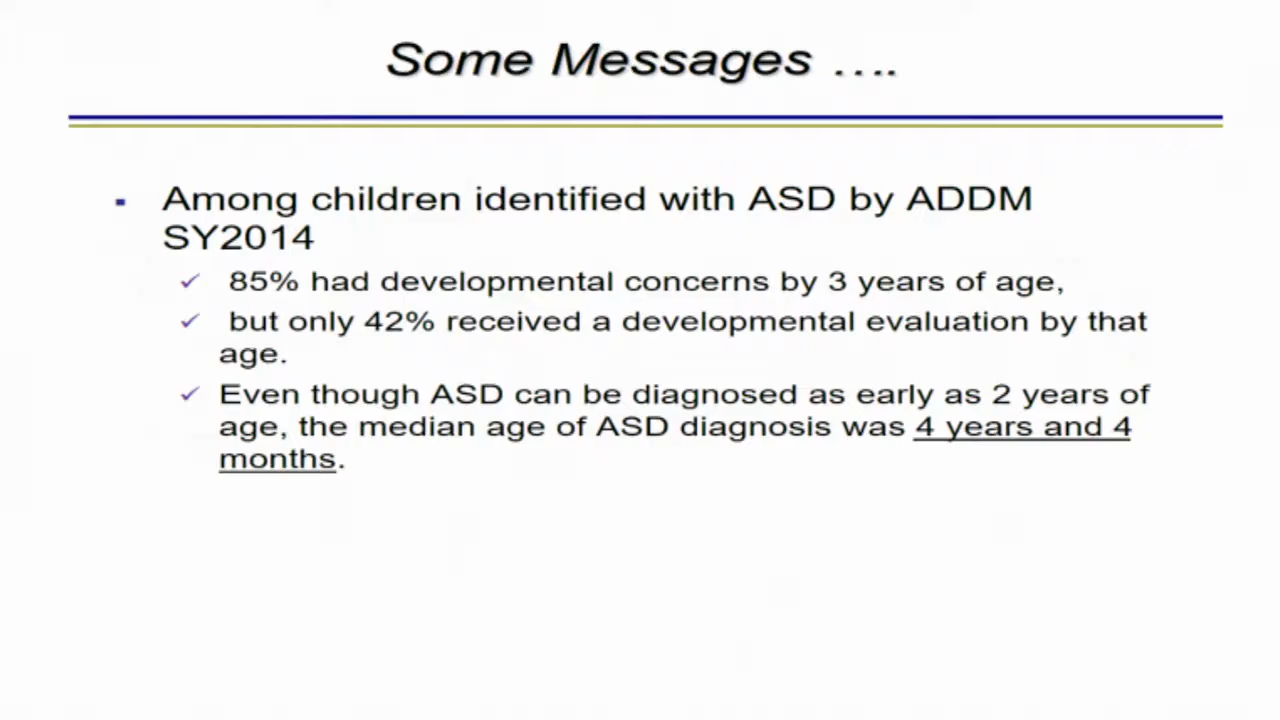 Some Messages ....
Among children identified with ASD by ADDM
SY2014
85% had developmental concerns by 3 years of age,
but only 42% received a developmental evaluation by that
age.
Even though ASD can be diagnosed as early as 2 years of
age, the median age of ASD diagnosis was 4 years and 4
months.